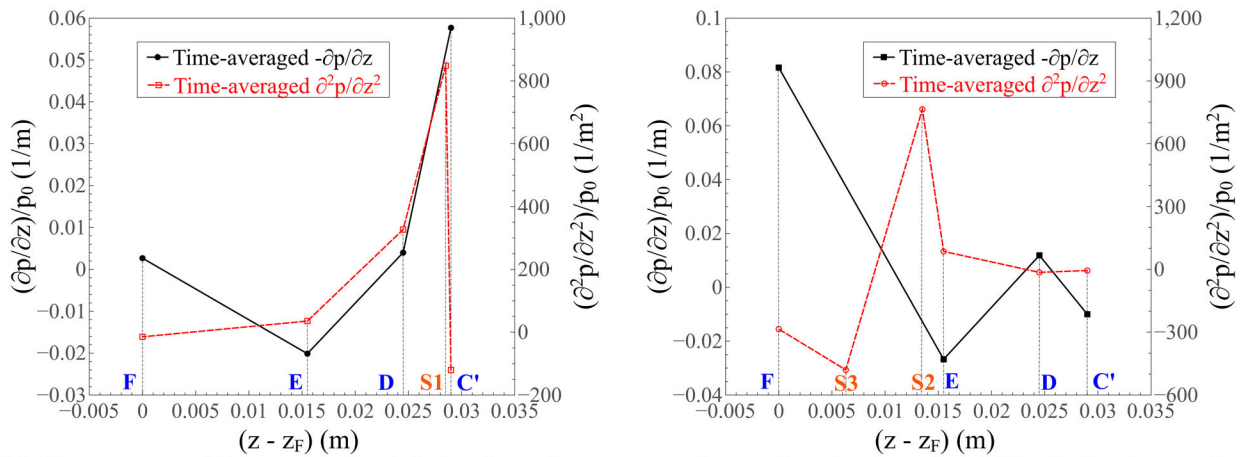 0.06
0.05
0.04
0.03
0.02
0.01
0
−0.01
−0.02
−0.03
(∂p/∂z)/p₀ (1/m)
1,000
800
600
400
200
0
−200
(∂²p/∂z²)/p₀ (1/m²)
Time-averaged -∂p/∂z
Time-averaged ∂²p/∂z²
F E D S1 C'
−0.005 0 0.005 0.01 0.015 0.02 0.025 0.03 0.035
(z - z_F) (m)
0.1
0.08
0.06
0.04
0.02
0
−0.02
−0.04
(∂p/∂z)/p₀ (1/m)
1,200
900
600
300
0
−300
−600
(∂²p/∂z²)/p₀ (1/m²)
Time-averaged -∂p/∂z
Time-averaged ∂²p/∂z²
F S3 S2 E D C'
−0.005 0 0.005 0.01 0.015 0.02 0.025 0.03 0.035
(z - z_F) (m)